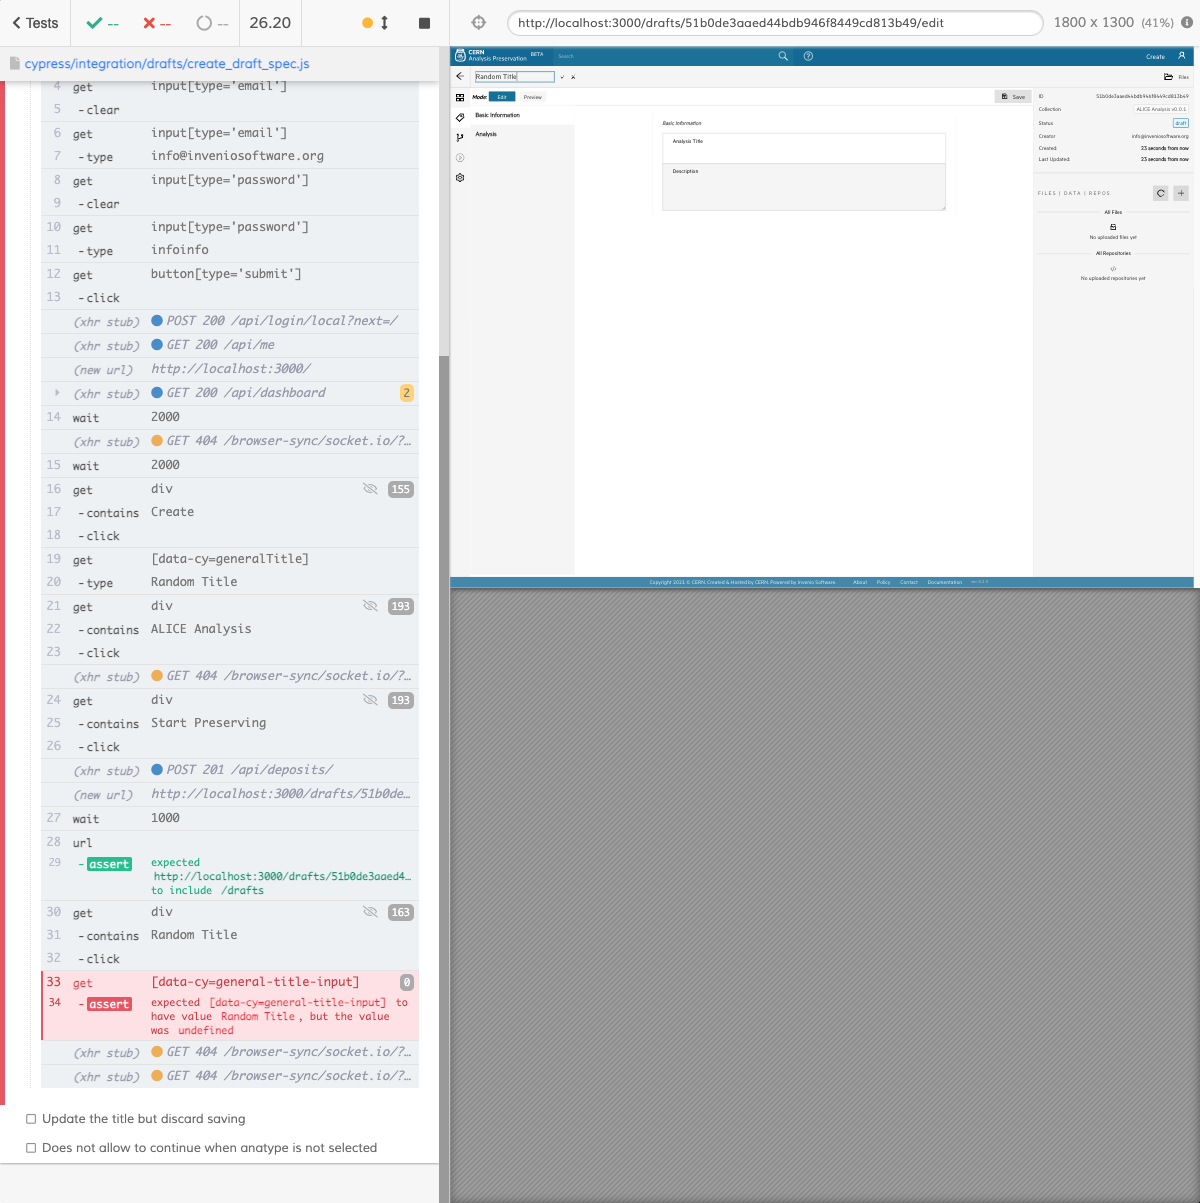 Tests
--
--
--
26.20
http://localhost:3000/drafts/51b0de3aaed44bdb946f8449cd813b49/edit
1800 x 1300 (41%)
cypress/integration/drafts/create_draft_spec.js
4 get input[type='email']
5 -clear
6 get input[type='email']
7 -type info@inveniosoftware.org
8 get input[type='password']
9 -clear
10 get input[type='password']
11 -type infoinfo
12 get button[type='submit']
13 -click
(xhr stub) POST 200 /api/login/local?next=/
(xhr stub) GET 200 /api/me
(new url) http://localhost:3000/
(xhr stub) GET 200 /api/dashboard 2
14 wait 2000
(xhr stub) GET 404 /browser-sync/socket.io/?…
15 wait 2000
16 get div 155
17 -contains Create
18 -click
19 get [data-cy=generalTitle]
20 -type Random Title
21 get div 193
22 -contains ALICE Analysis
23 -click
(xhr stub) GET 404 /browser-sync/socket.io/?…
24 get div 193
25 -contains Start Preserving
26 -click
(xhr stub) POST 201 /api/deposits/
(new url) http://localhost:3000/drafts/51b0de…
27 wait 1000
28 url
29 -assert expected
http://localhost:3000/drafts/51b0de3aaed4…
to include /drafts
30 get div 163
31 -contains Random Title
32 -click
33 get [data-cy=general-title-input] 0
34 -assert expected [data-cy=general-title-input] to
have value Random Title, but the value
was undefined
(xhr stub) GET 404 /browser-sync/socket.io/?…
(xhr stub) GET 404 /browser-sync/socket.io/?…
Update the title but discard saving
Does not allow to continue when anatype is not selected
CERN
Analysis Preservation
BETA
Search
Create
Random Title
Files
Mode: Edit Preview
Save
Basic Information
Analysis
Basic Information
Analysis Title
Description
ID 51b0de3aaed44bdb946f8449cd813b49
Collection ALICE Analysis v0.0.1
Status draft
Creator info@inveniosoftware.org
Created: 23 seconds from now
Last Updated: 23 seconds from now
FILES | DATA | REPOS
All Files
No uploaded files yet
All Repositories
No uploaded repositories yet
Copyright 2021 © CERN. Created & Hosted by CERN. Powered by Invenio Software
About Policy Contact Documentation